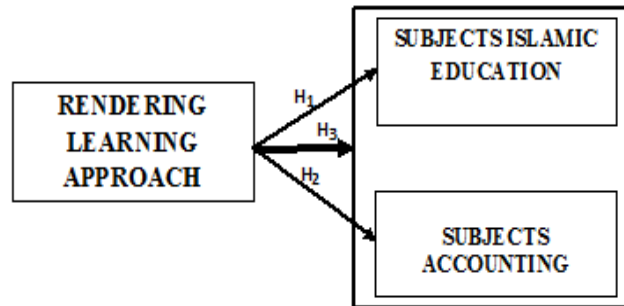 RENDERING
LEARNING
APPROACH
H1
H3
H2
SUBJECTS ISLAMIC
EDUCATION
SUBJECTS
ACCOUNTING